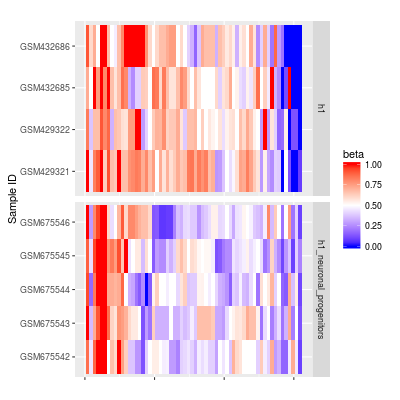 GSM432686
GSM432685
GSM429322
GSM429321
h1
GSM675546
GSM675545
GSM675544
GSM675543
GSM675542
h1_neuronal_progenitors
Sample ID
beta
1.00
0.75
0.50
0.25
0.00